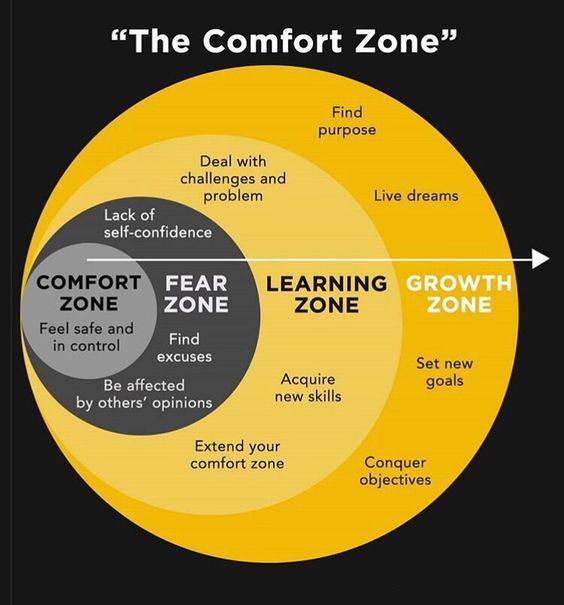 “The Comfort Zone”
Find
purpose
Deal with
challenges and
problem
Live dreams
Lack of
self-confidence
COMFORT
ZONE
Feel safe and
in control
FEAR
ZONE
Find
excuses
Be affected
by others’ opinions
LEARNING
ZONE
Acquire
new skills
Extend your
comfort zone
GROWTH
ZONE
Set new
goals
Conquer
objectives